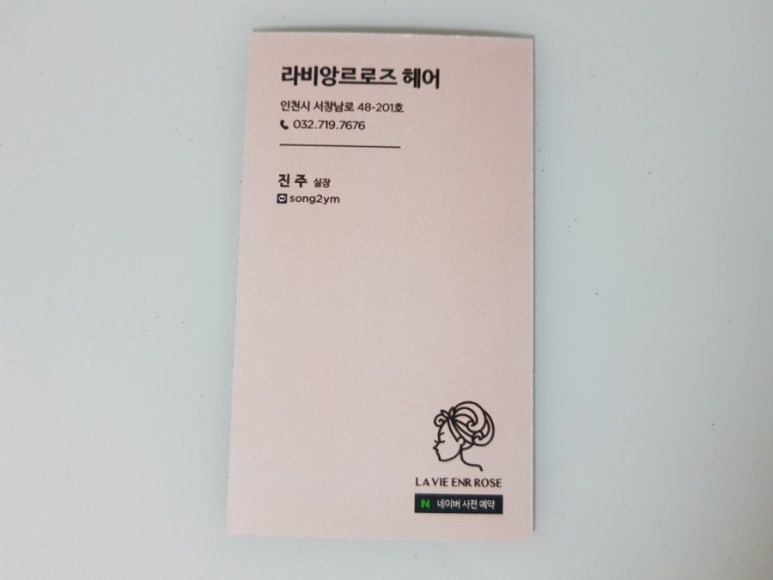 라비앙르로즈 헤어
인천시 서창남로 48-201호
032.719.7676
진주 실장
song2ym
LA VIE ENR ROSE
N 네이버 사전 예약